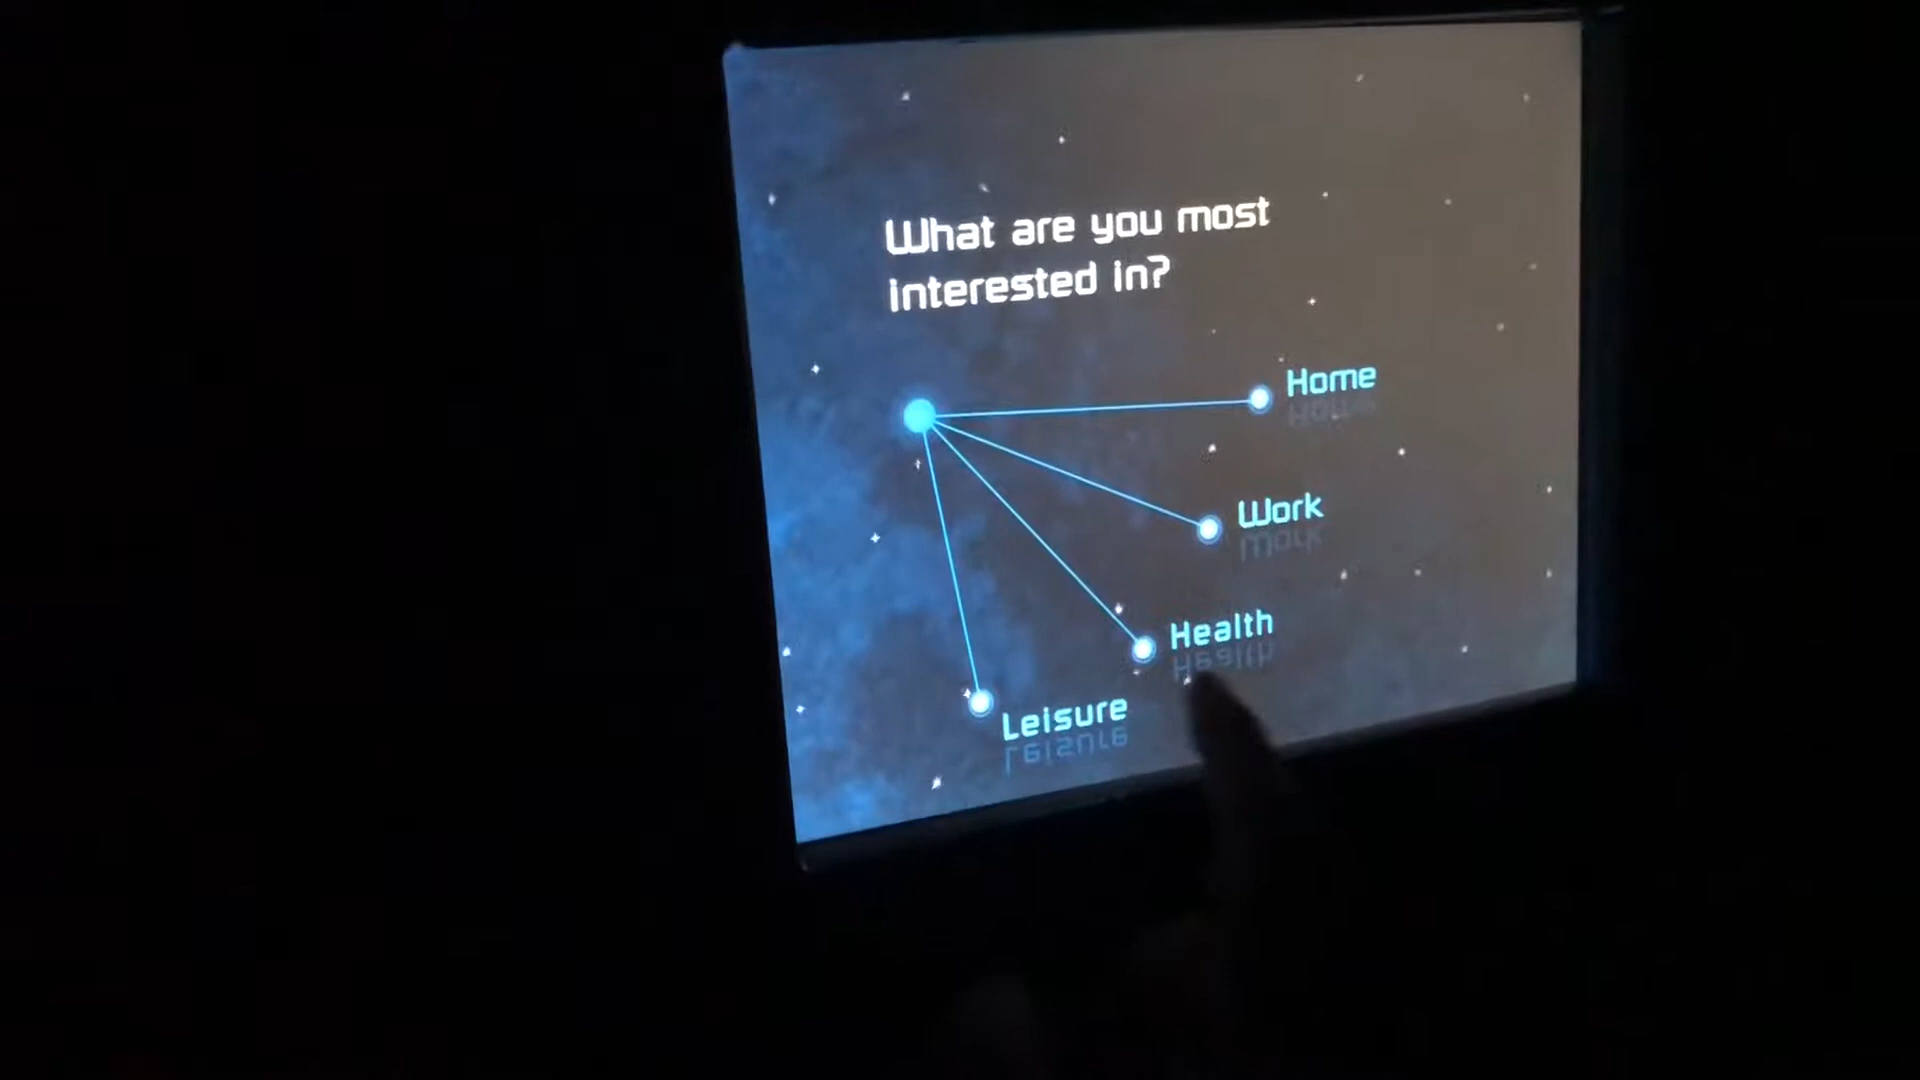 What are you most
interested in?
Home
Work
Health
Leisure